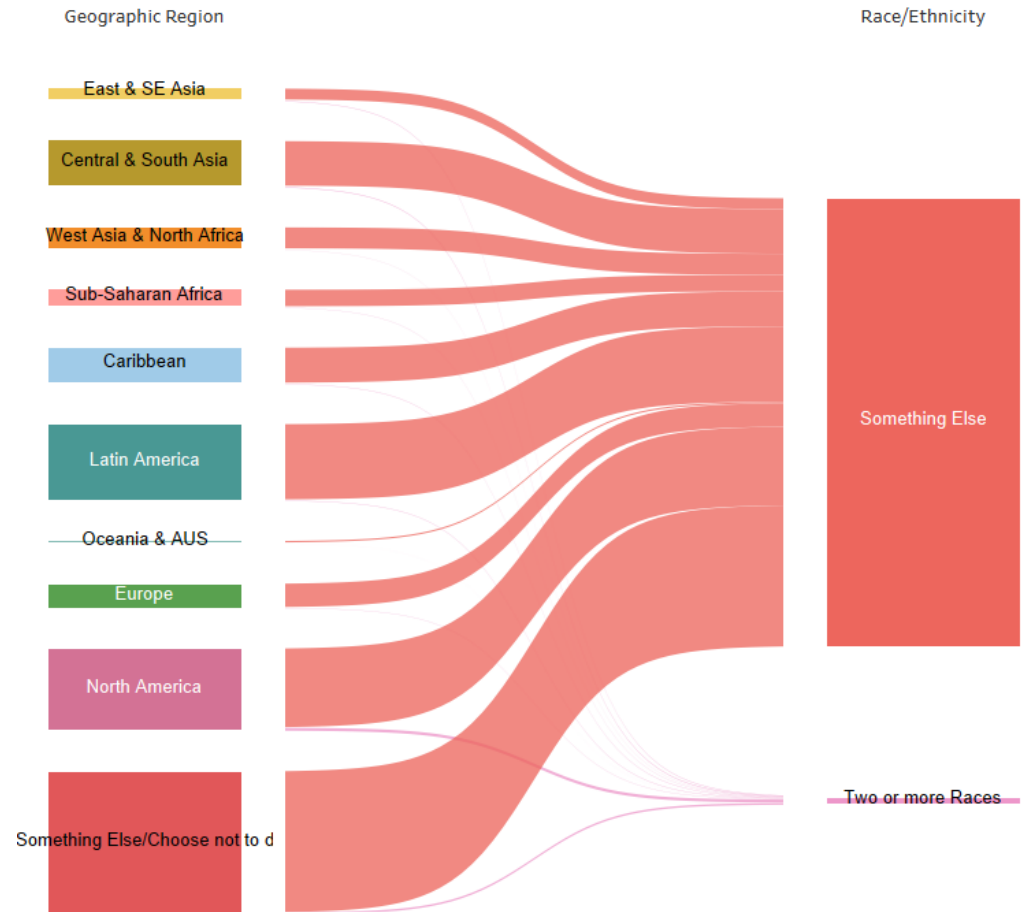 Geographic Region
Race/Ethnicity
East & SE Asia
Central & South Asia
West Asia & North Africa
Sub-Saharan Africa
Caribbean
Latin America
Oceania & AUS
Europe
North America
Something Else/Choose not to d
Something Else
Two or more Races